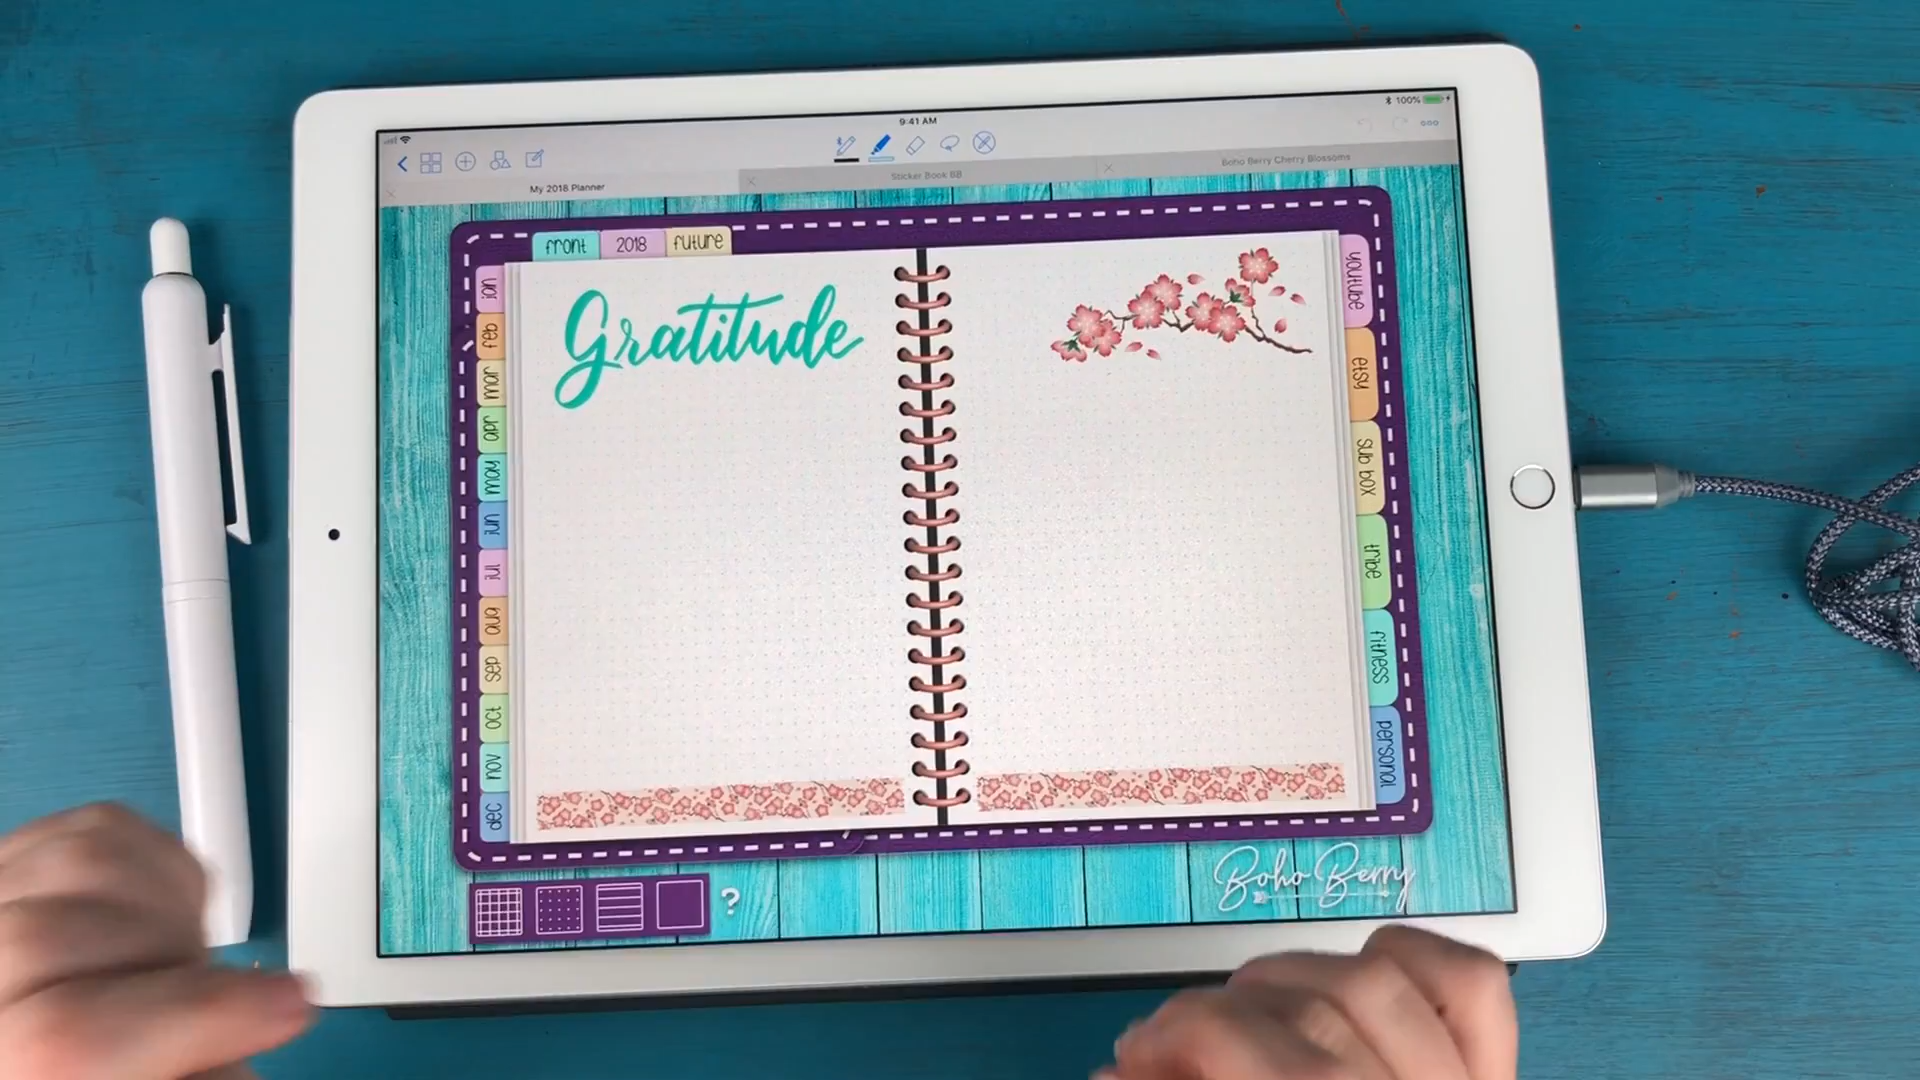 9:41 AM
100%
My 2018 Planner
Sticker Book BB
Boho Berry Cherry Blossoms
front
2018
future
jan
feb
mar
apr
may
jun
jul
aug
sep
oct
nov
dec
Gratitude
youtube
etsy
sub box
tribe
fitness
personal
?
Boho Berry